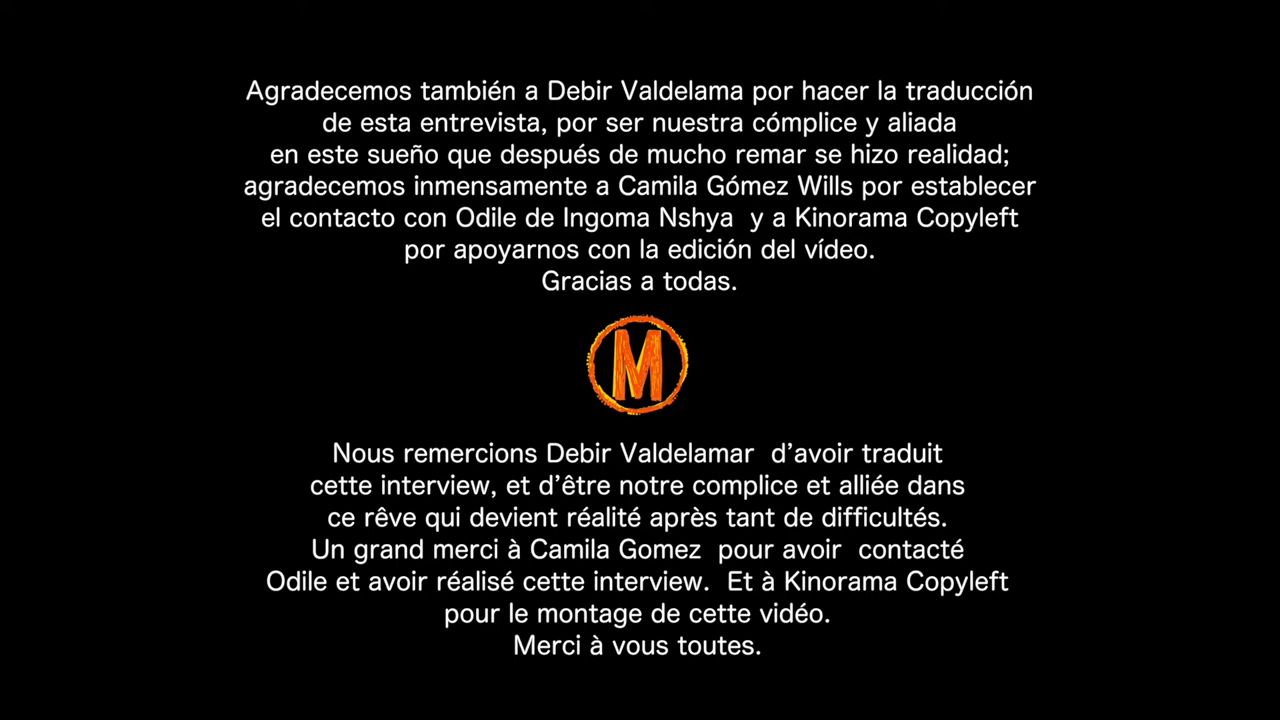 Agradecemos también a Debir Valdelama por hacer la traducción
de esta entrevista, por ser nuestra cómplice y aliada
en este sueño que después de mucho remar se hizo realidad;
agradecemos inmensamente a Camila Gómez Wills por establecer
el contacto con Odile de Ingoma Nshya  y a Kinorama Copyleft
por apoyarnos con la edición del vídeo.
Gracias a todas.
M
Nous remercions Debir Valdelamar  d’avoir traduit
cette interview, et d’être notre complice et alliée dans
ce rêve qui devient réalité après tant de difficultés.
Un grand merci à Camila Gomez  pour avoir  contacté
Odile et avoir réalisé cette interview.  Et à Kinorama Copyleft
pour le montage de cette vidéo.
Merci à vous toutes.